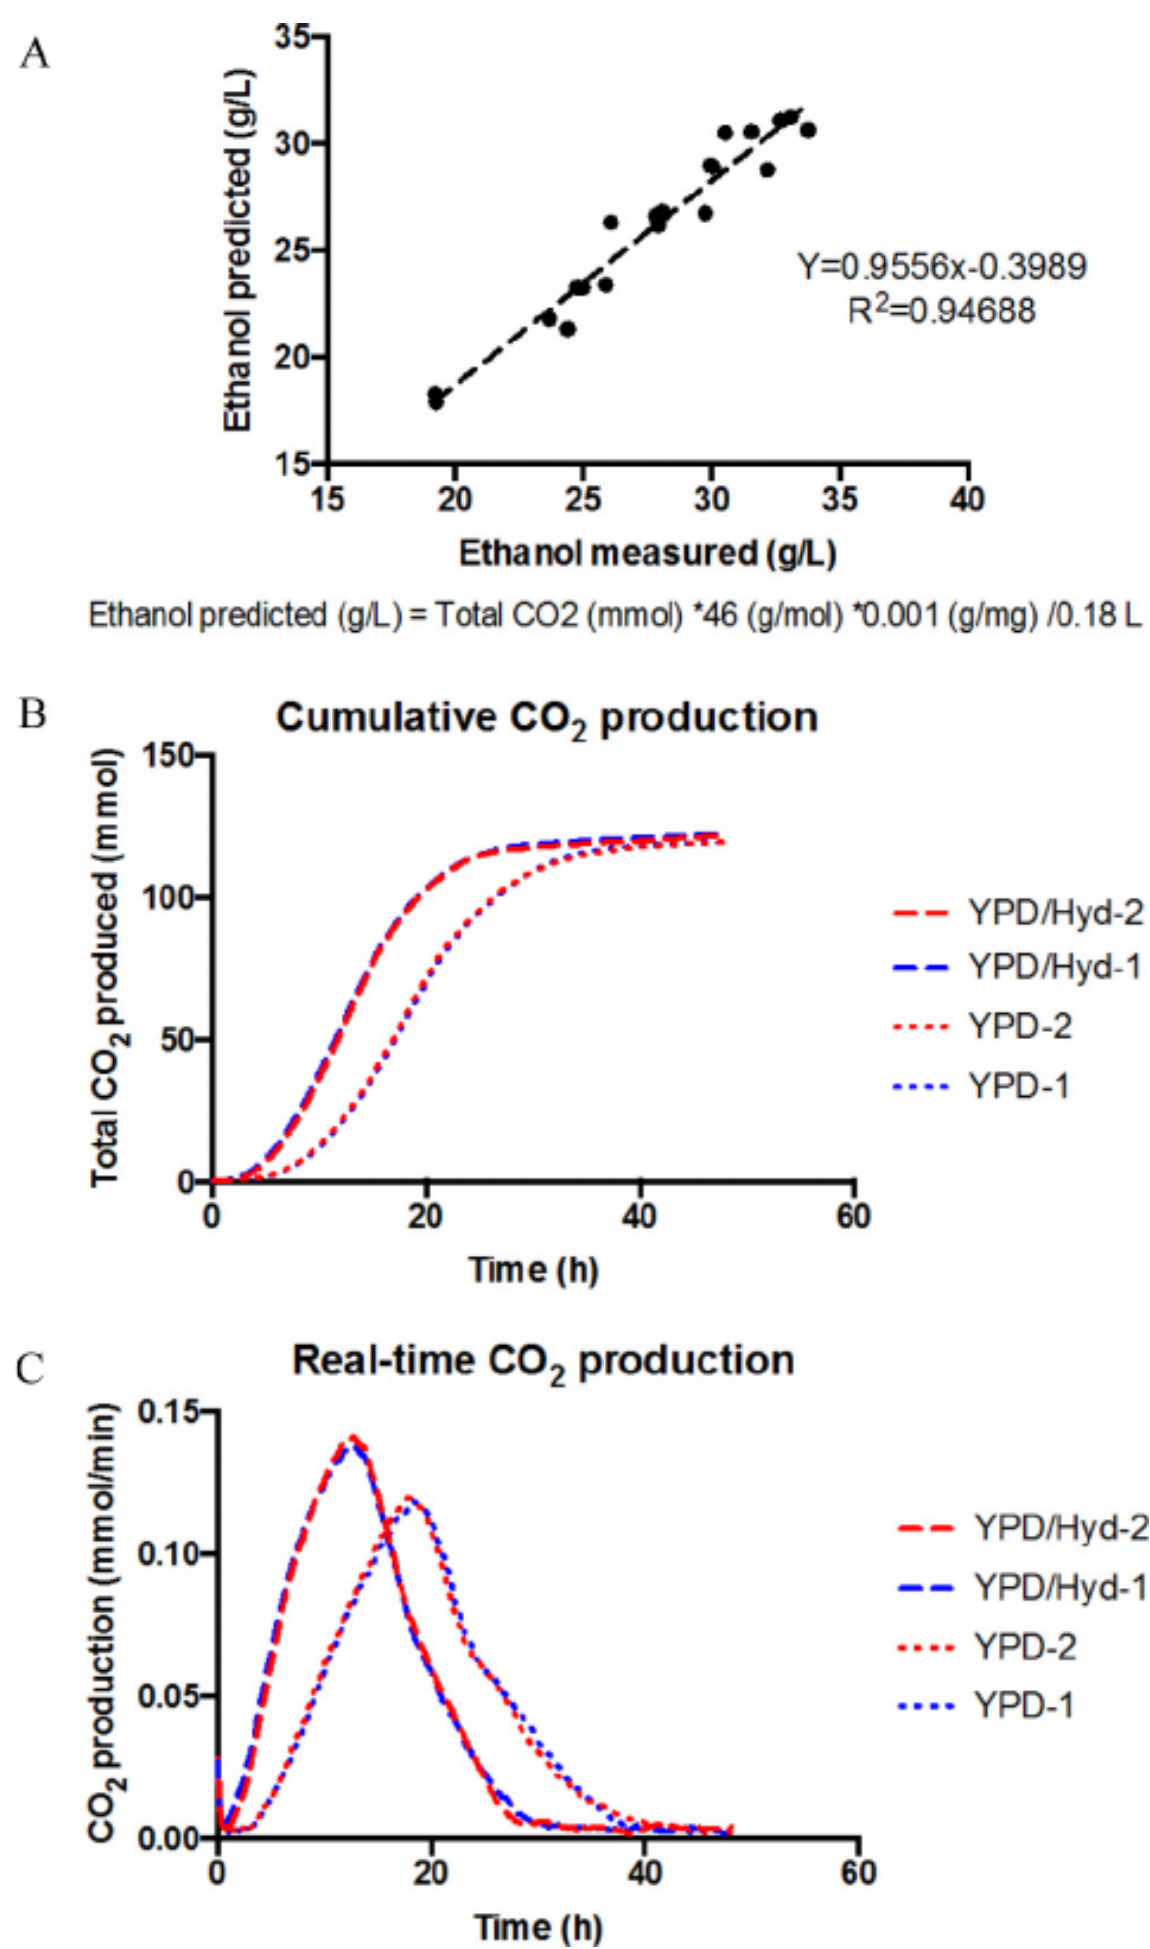 A
Ethanol predicted (g/L)
35
30
25
20
15
15 20 25 30 35 40
Y=0.9556x-0.3989
R²=0.94688
Ethanol measured (g/L)
Ethanol predicted (g/L) = Total CO2 (mmol) *46 (g/mol) *0.001 (g/mg) /0.18 L
B
Cumulative CO₂ production
Total CO₂ produced (mmol)
150
100
50
0
0 20 40 60
Time (h)
YPD/Hyd-2
YPD/Hyd-1
YPD-2
YPD-1
C
Real-time CO₂ production
CO₂ production (mmol/min)
0.15
0.10
0.05
0.00
0 20 40 60
Time (h)
YPD/Hyd-2
YPD/Hyd-1
YPD-2
YPD-1